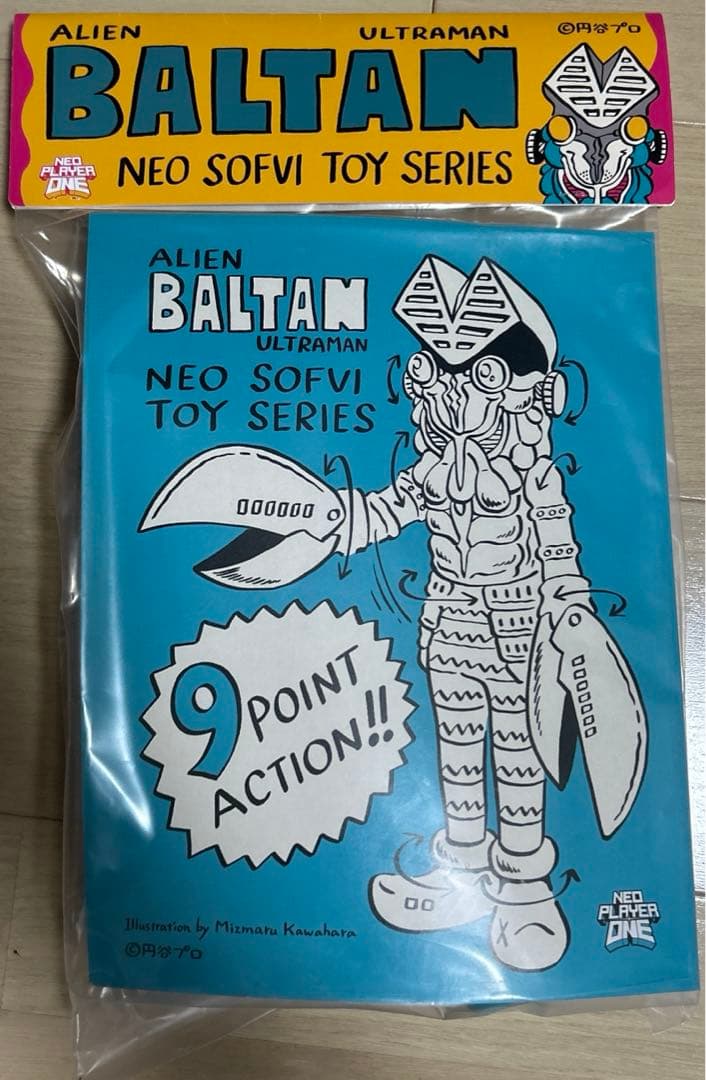 ALIEN ULTRAMAN ©円谷プロ
BALTAN
NEO PLAYER ONE
NEO SOFVI TOY SERIES
ALIEN
BALTAN
ULTRAMAN
NEO SOFVI
TOY SERIES
9 POINT
ACTION!!
Illustration by Mizmaru Kawahara
©円谷プロ
NEO
PLAYER
ONE